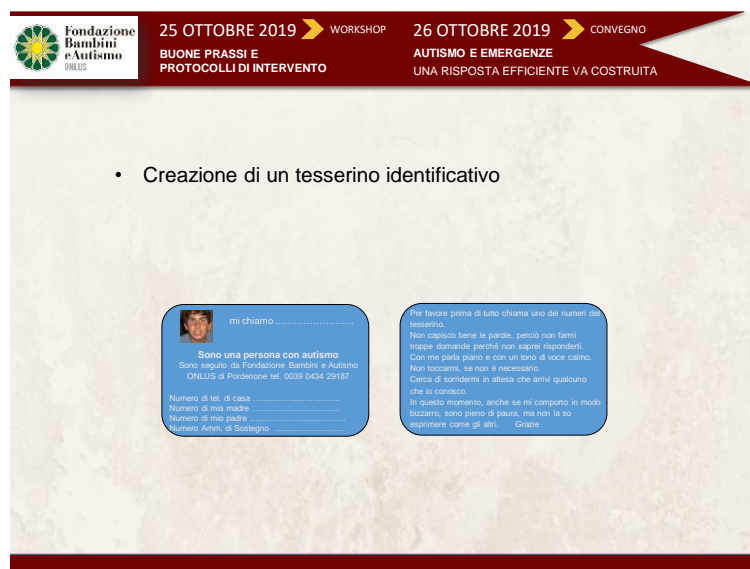 Fondazione
Bambini
e Autismo
ONLUS
25 OTTOBRE 2019 WORKSHOP
BUONE PRASSI E
PROTOCOLLI DI INTERVENTO
26 OTTOBRE 2019 CONVEGNO
AUTISMO E EMERGENZE
UNA RISPOSTA EFFICIENTE VA COSTRUITA
• Creazione di un tesserino identificativo
mi chiamo ………………………
Sono una persona con autismo
Sono seguito da Fondazione Bambini e Autismo
ONLUS di Pordenone tel. 0039 0434 29187
Numero di tel. di casa ……………………………
Numero di mia madre ……………………………
Numero di mio padre ………………………………
Numero Amm. di Sostegno ……………………
Per favore prima di tutto chiama uno dei numeri del
tesserino.
Non capisco bene le parole, perciò non farmi
troppe domande perché non saprei risponderti.
Con me parla piano e con un tono di voce calmo.
Non toccarmi, se non è necessario.
Cerca di sorridermi in attesa che arrivi qualcuno
che io conosco.
In questo momento, anche se mi comporto in modo
bizzarro, sono pieno di paura, ma non la so
esprimere come gli altri. Grazie